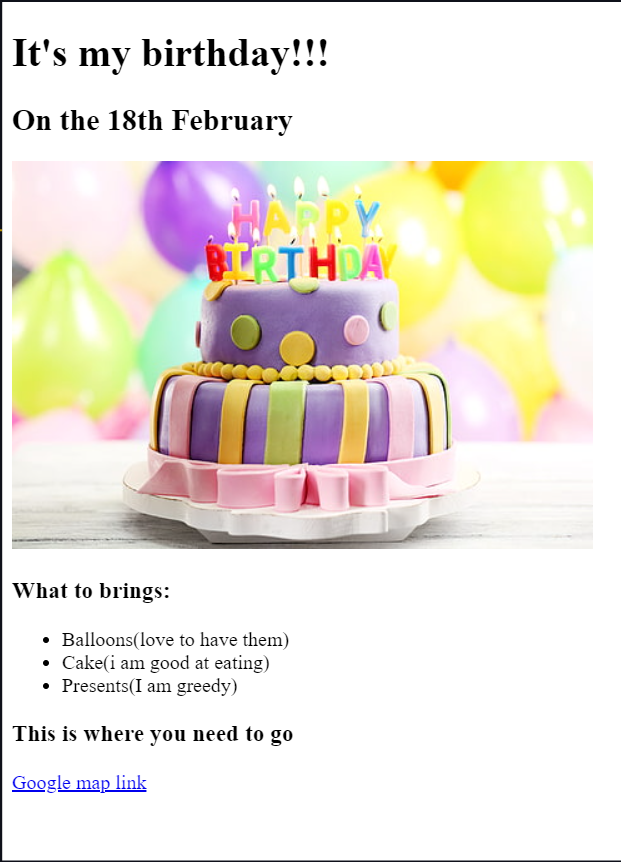 It's my birthday!!!
On the 18th February
HAPPY
BIRTHDAY
What to brings:
Balloons(love to have them)
Cake(i am good at eating)
Presents(I am greedy)
This is where you need to go
Google map link